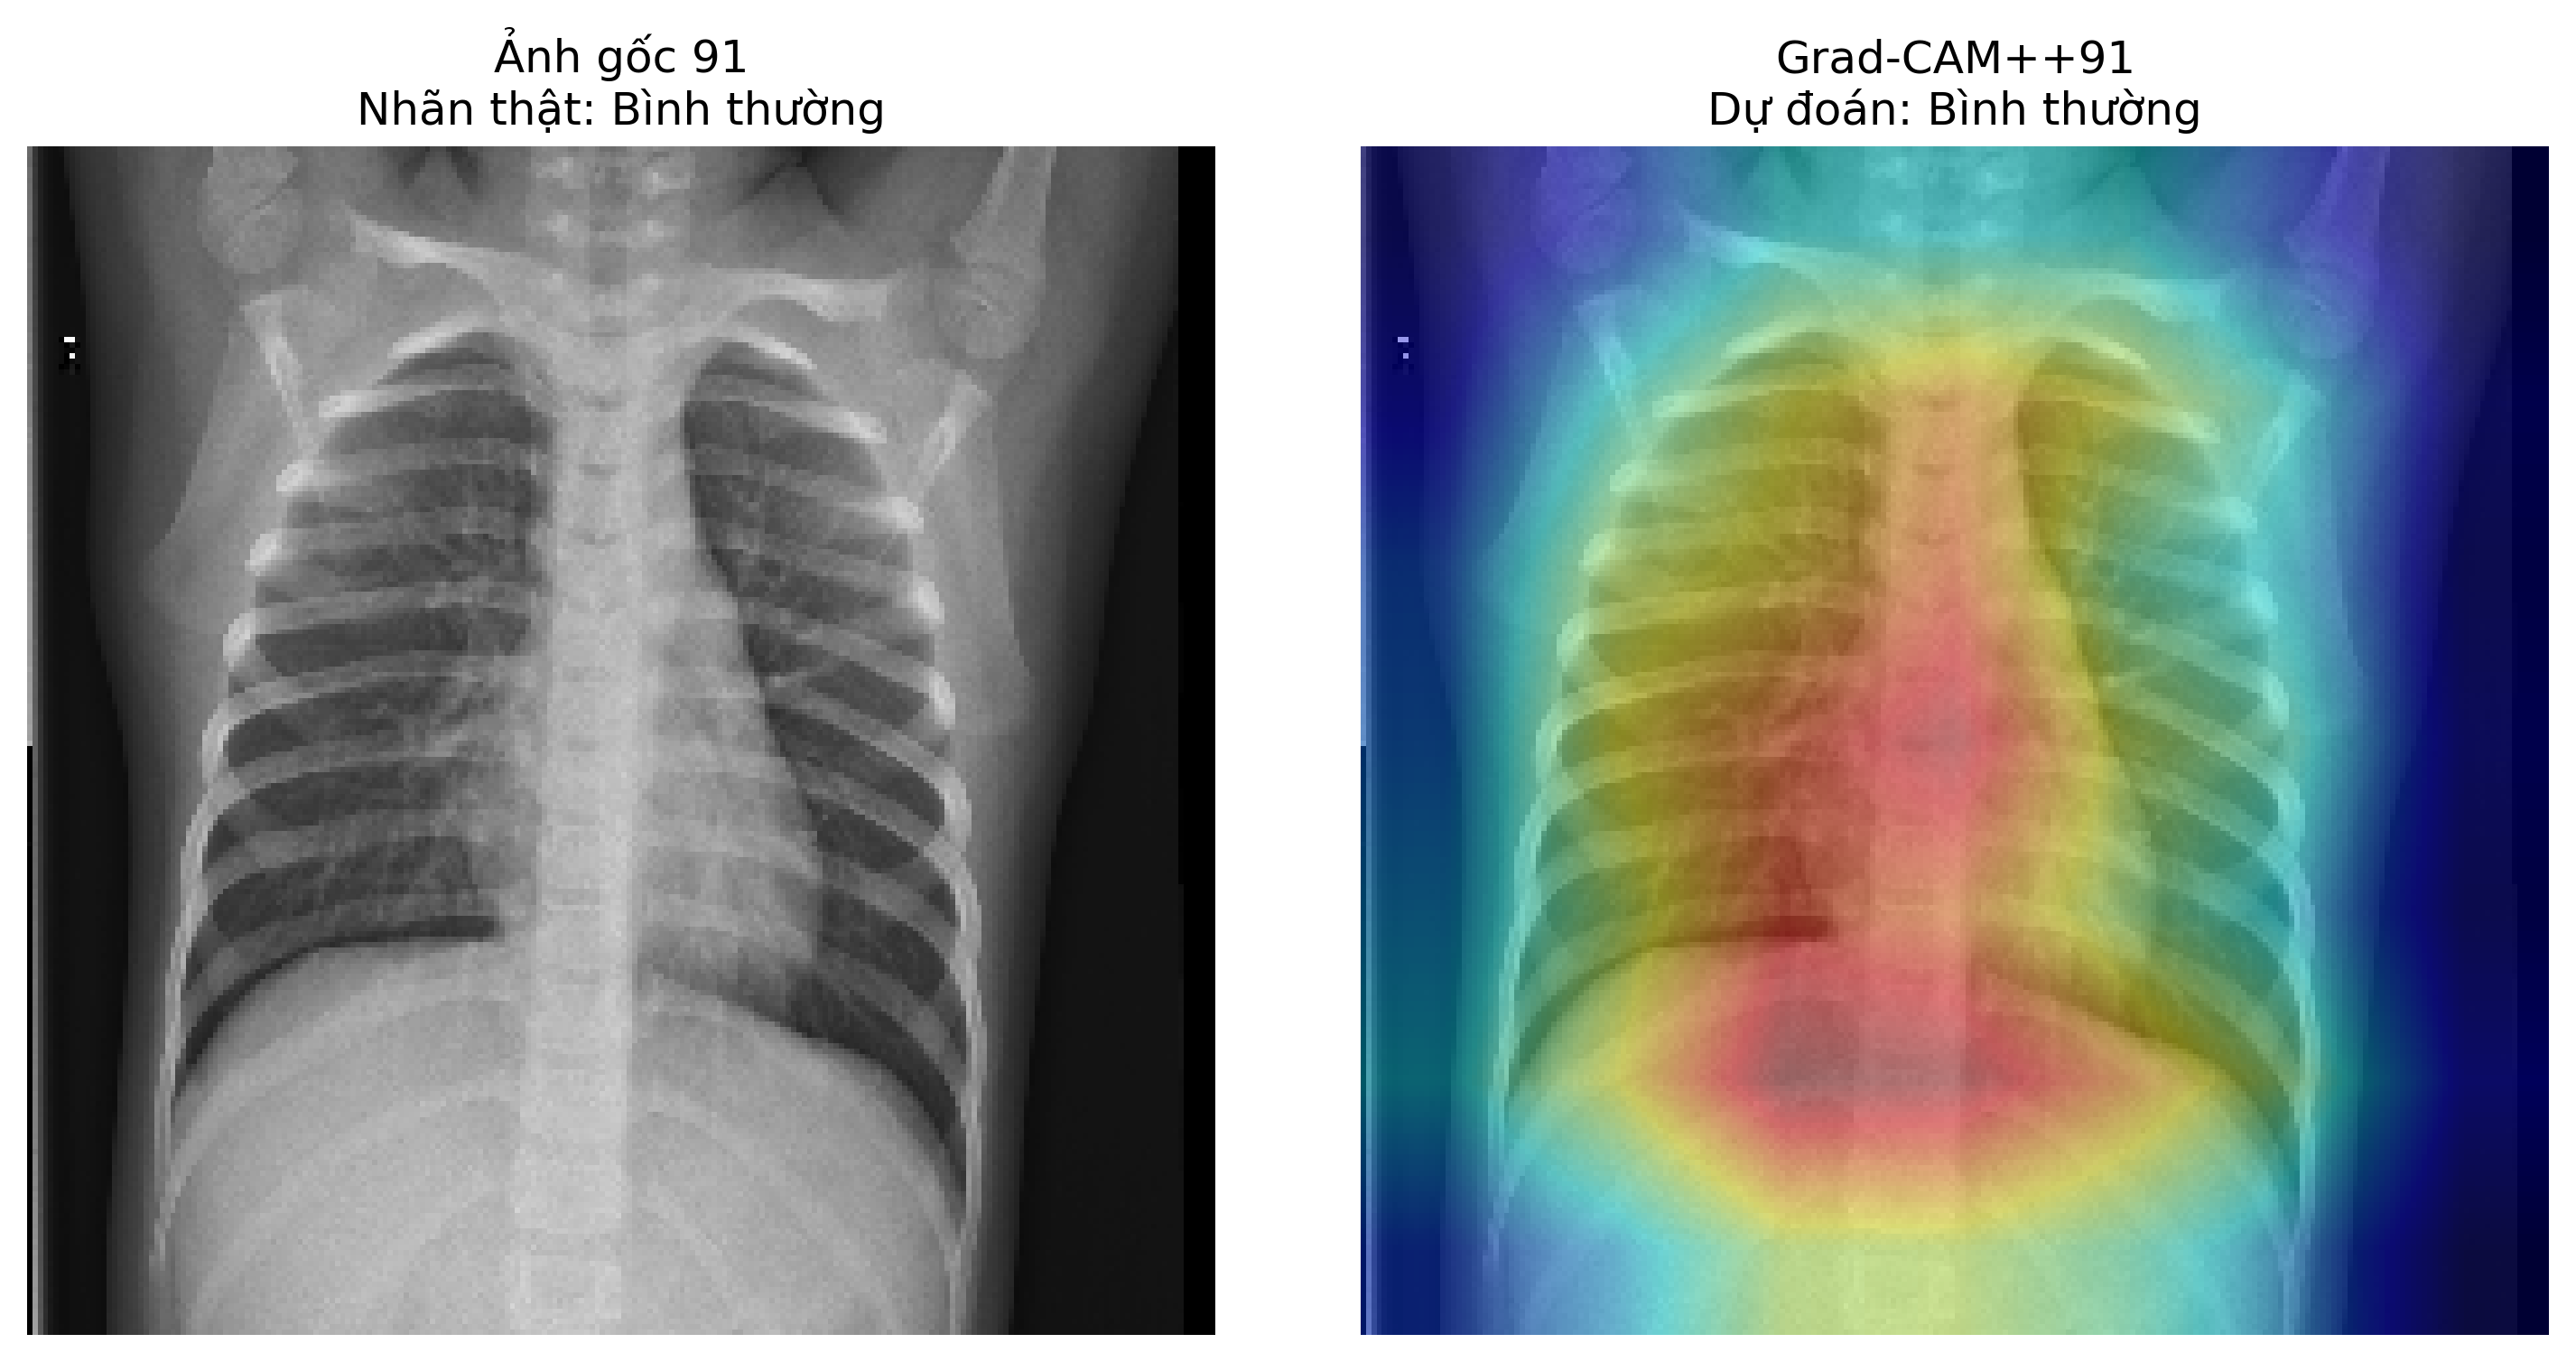 Ảnh gốc 91
Nhãn thật: Bình thường
Grad-CAM++91
Dự đoán: Bình thường